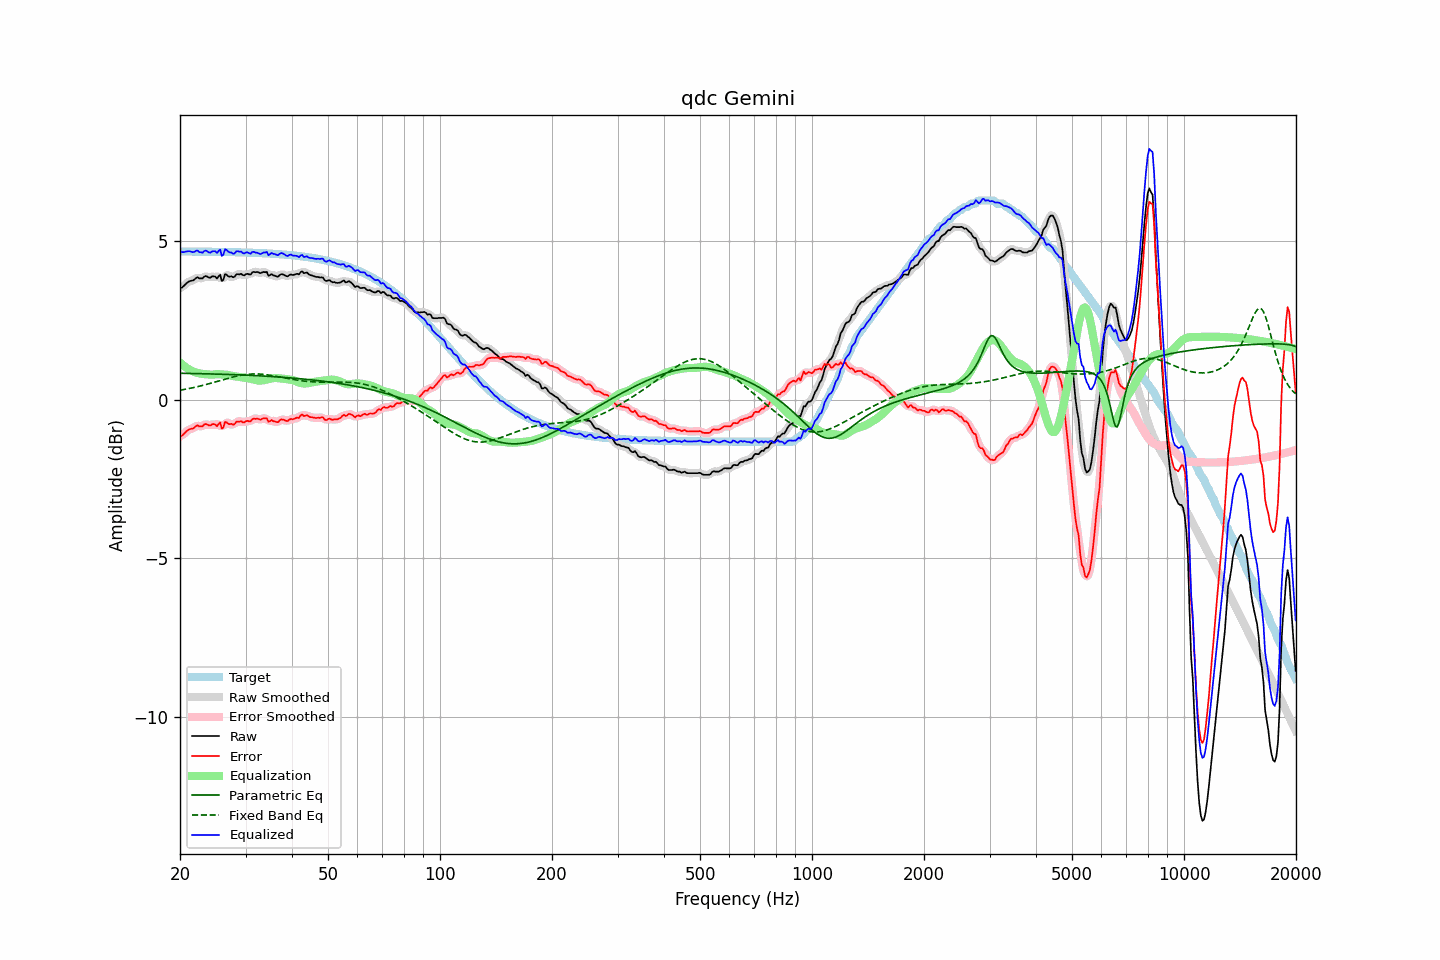 qdc Gemini
Amplitude (dBr)
5
0
−5
−10
Target
Raw Smoothed
Error Smoothed
Raw
Error
Equalization
Parametric Eq
Fixed Band Eq
Equalized
20 50 100 200 500 1000 2000 5000 10000 20000
Frequency (Hz)